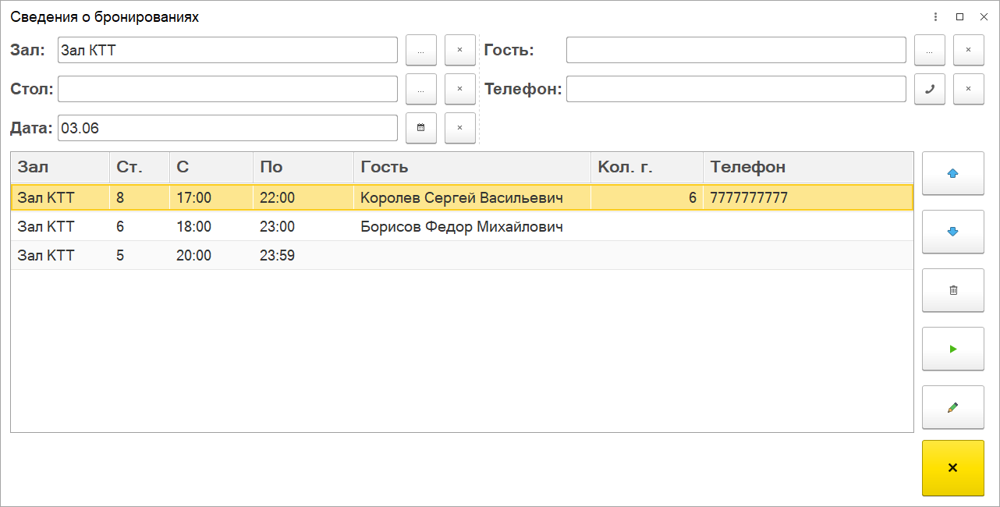 Сведения о бронированиях
Зал: Зал КТТ ... × Гость: ... ×
Стол: ... × Телефон: ×
Дата: 03.06 ×
Зал Ст. С По Гость Кол. г. Телефон
Зал КТТ 8 17:00 22:00 Королев Сергей Васильевич 6 7777777777
Зал КТТ 6 18:00 23:00 Борисов Федор Михайлович
Зал КТТ 5 20:00 23:59